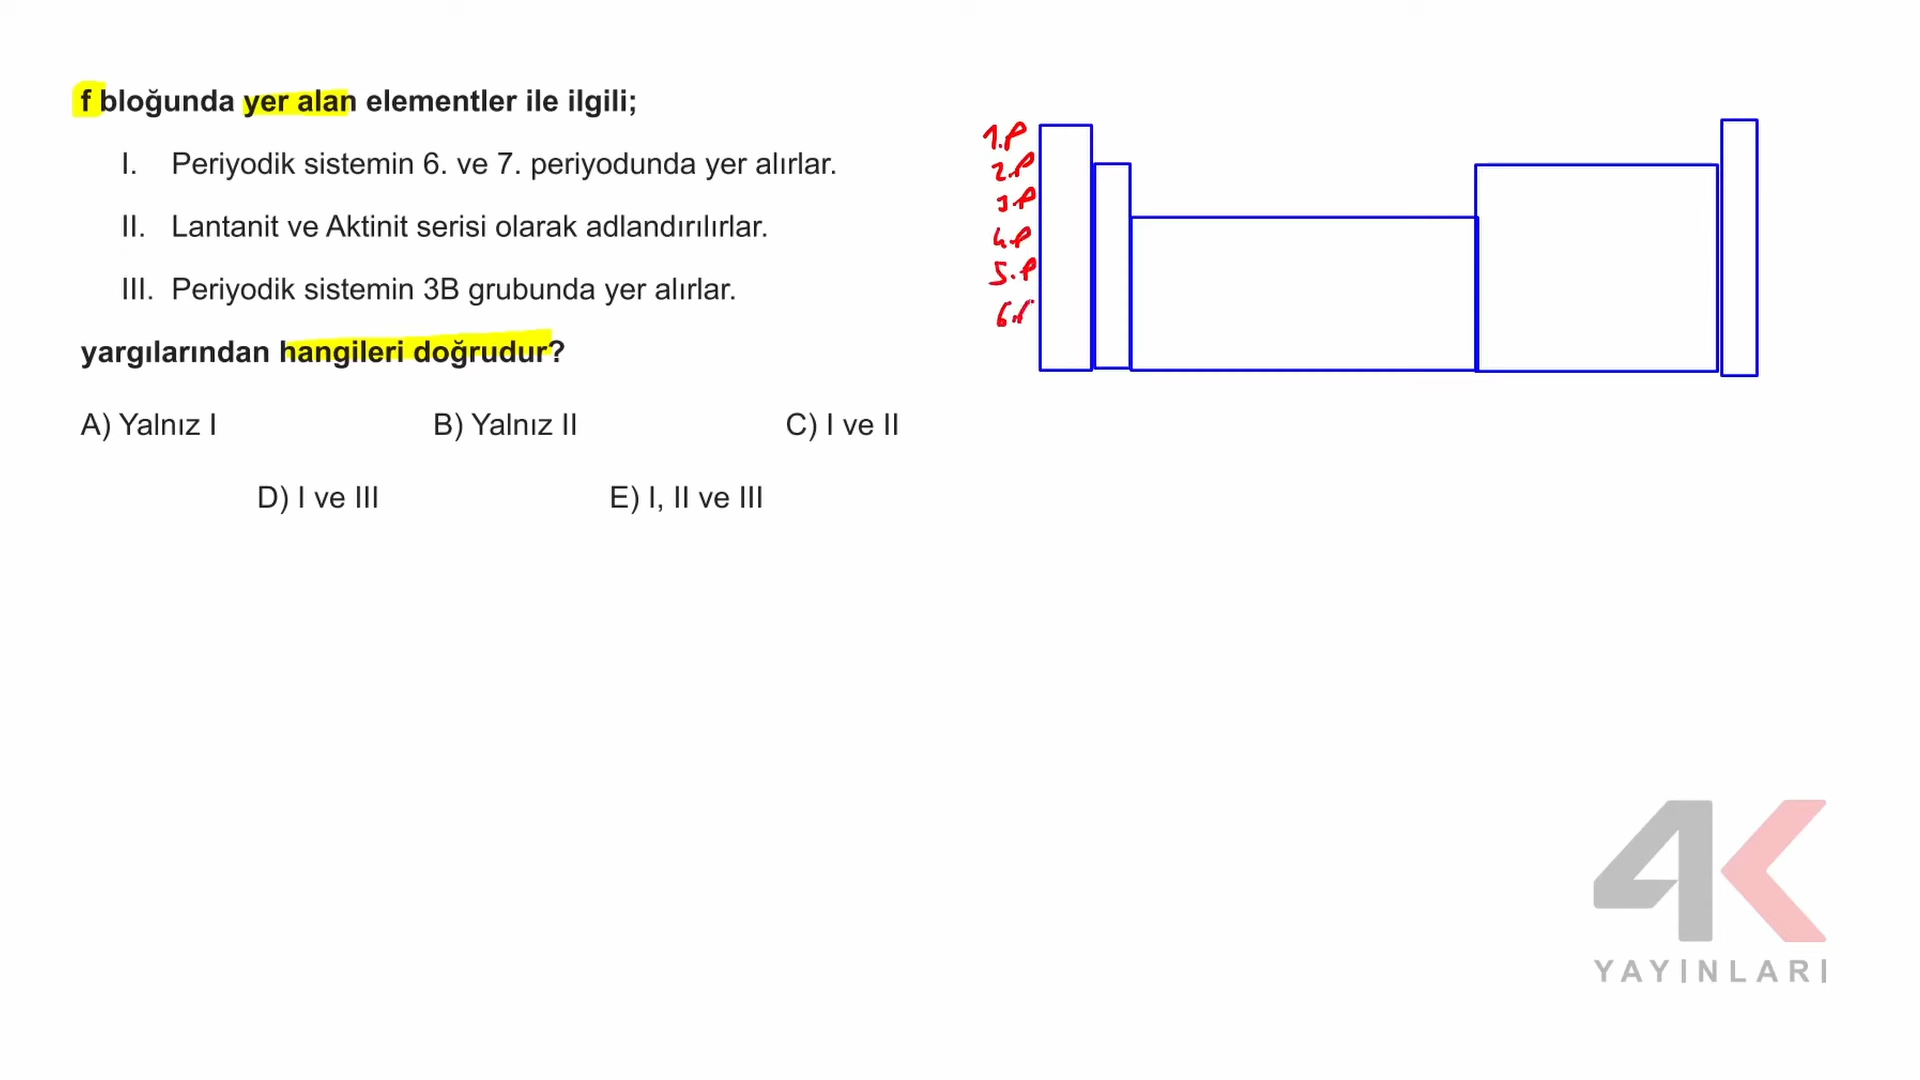 f bloğunda yer alan elementler ile ilgili;
I. Periyodik sistemin 6. ve 7. periyodunda yer alırlar.
II. Lantanit ve Aktinit serisi olarak adlandırılırlar.
III. Periyodik sistemin 3B grubunda yer alırlar.
yargılarından hangileri doğrudur?
A) Yalnız I B) Yalnız II C) I ve II
D) I ve III E) I, II ve III
1.P
2.P
3.P
4.P
5.P
4K
YAYINLARI